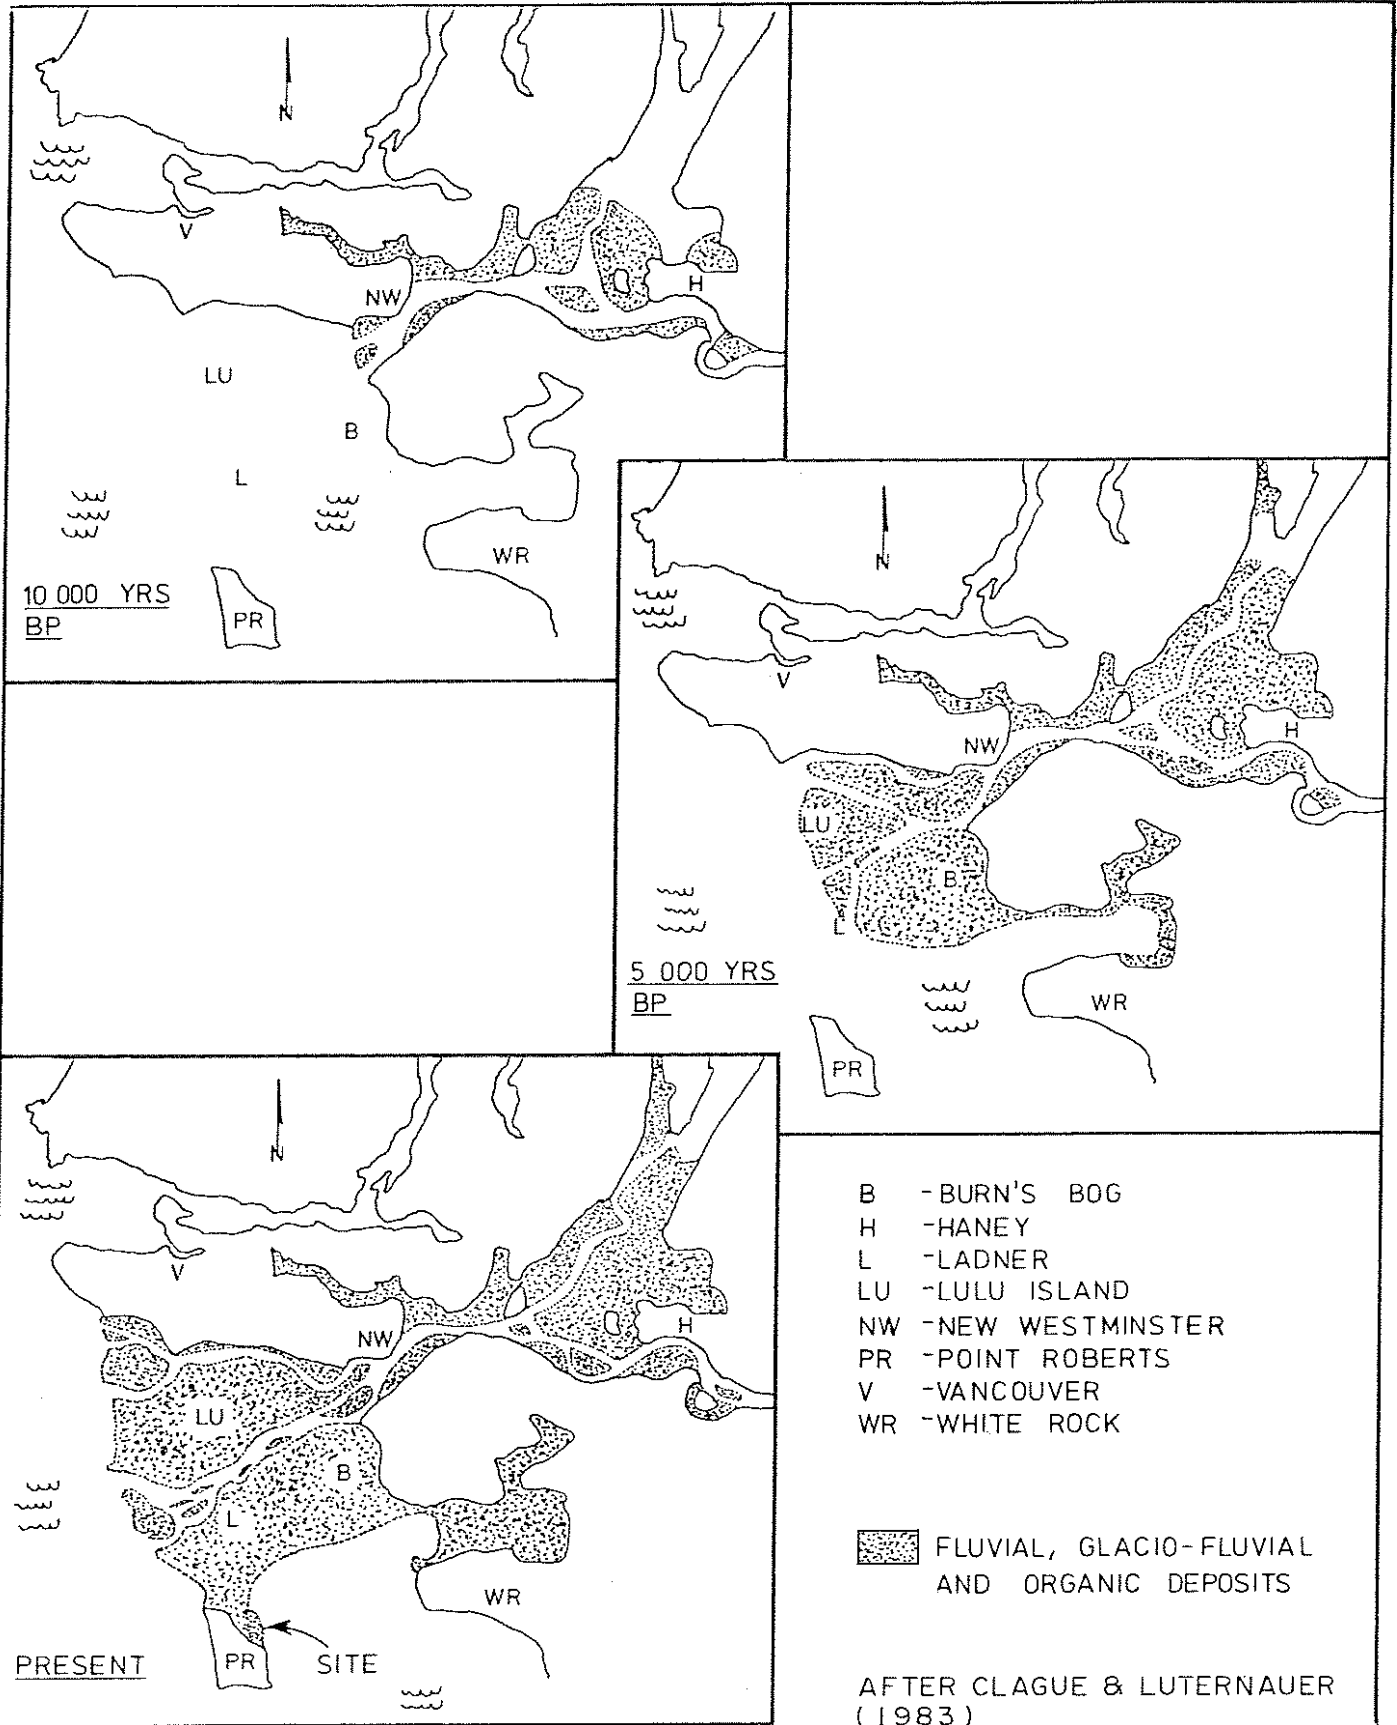 N
V
NW
H
LU
B
L
WR
10 000 YRS
BP
PR
N
V
NW
H
LU
B
L
5 000 YRS
BP
WR
PR
N
V
NW
H
LU
B
L
WR
PRESENT
PR
SITE
B - BURN'S BOG
H - HANEY
L - LADNER
LU - LULU ISLAND
NW - NEW WESTMINSTER
PR - POINT ROBERTS
V - VANCOUVER
WR - WHITE ROCK
FLUVIAL, GLACIO-FLUVIAL
AND ORGANIC DEPOSITS
AFTER CLAGUE & LUTERNAUER
(1983)